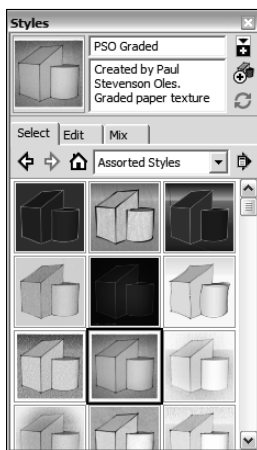 Styles
PSO Graded
Created by Paul
Stevenson Oles.
Graded paper texture
Select Edit Mix
Assorted Styles